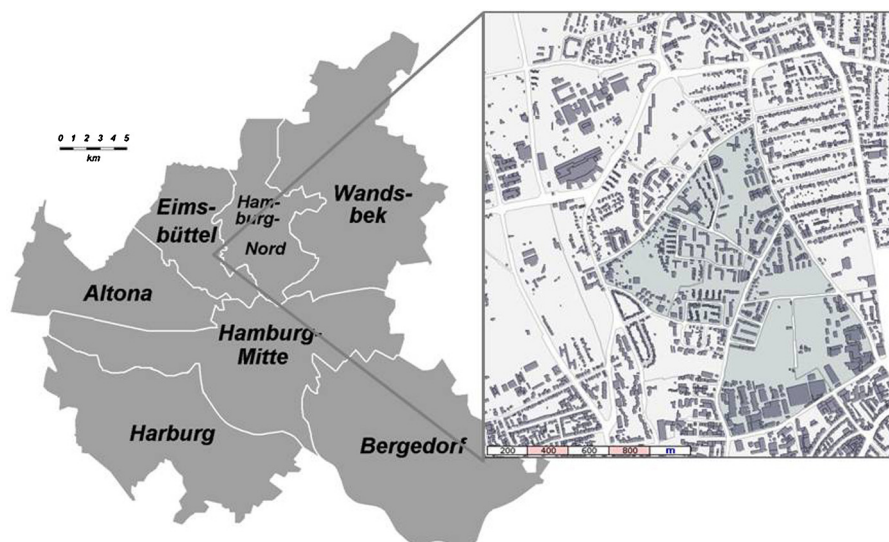 0 1 2 3 4 5
km
Eims-
büttel
Ham-
burg-
Nord
Wands-
bek
Altona
Hamburg-
Mitte
Harburg
Bergedorf
200 400 600 800 m